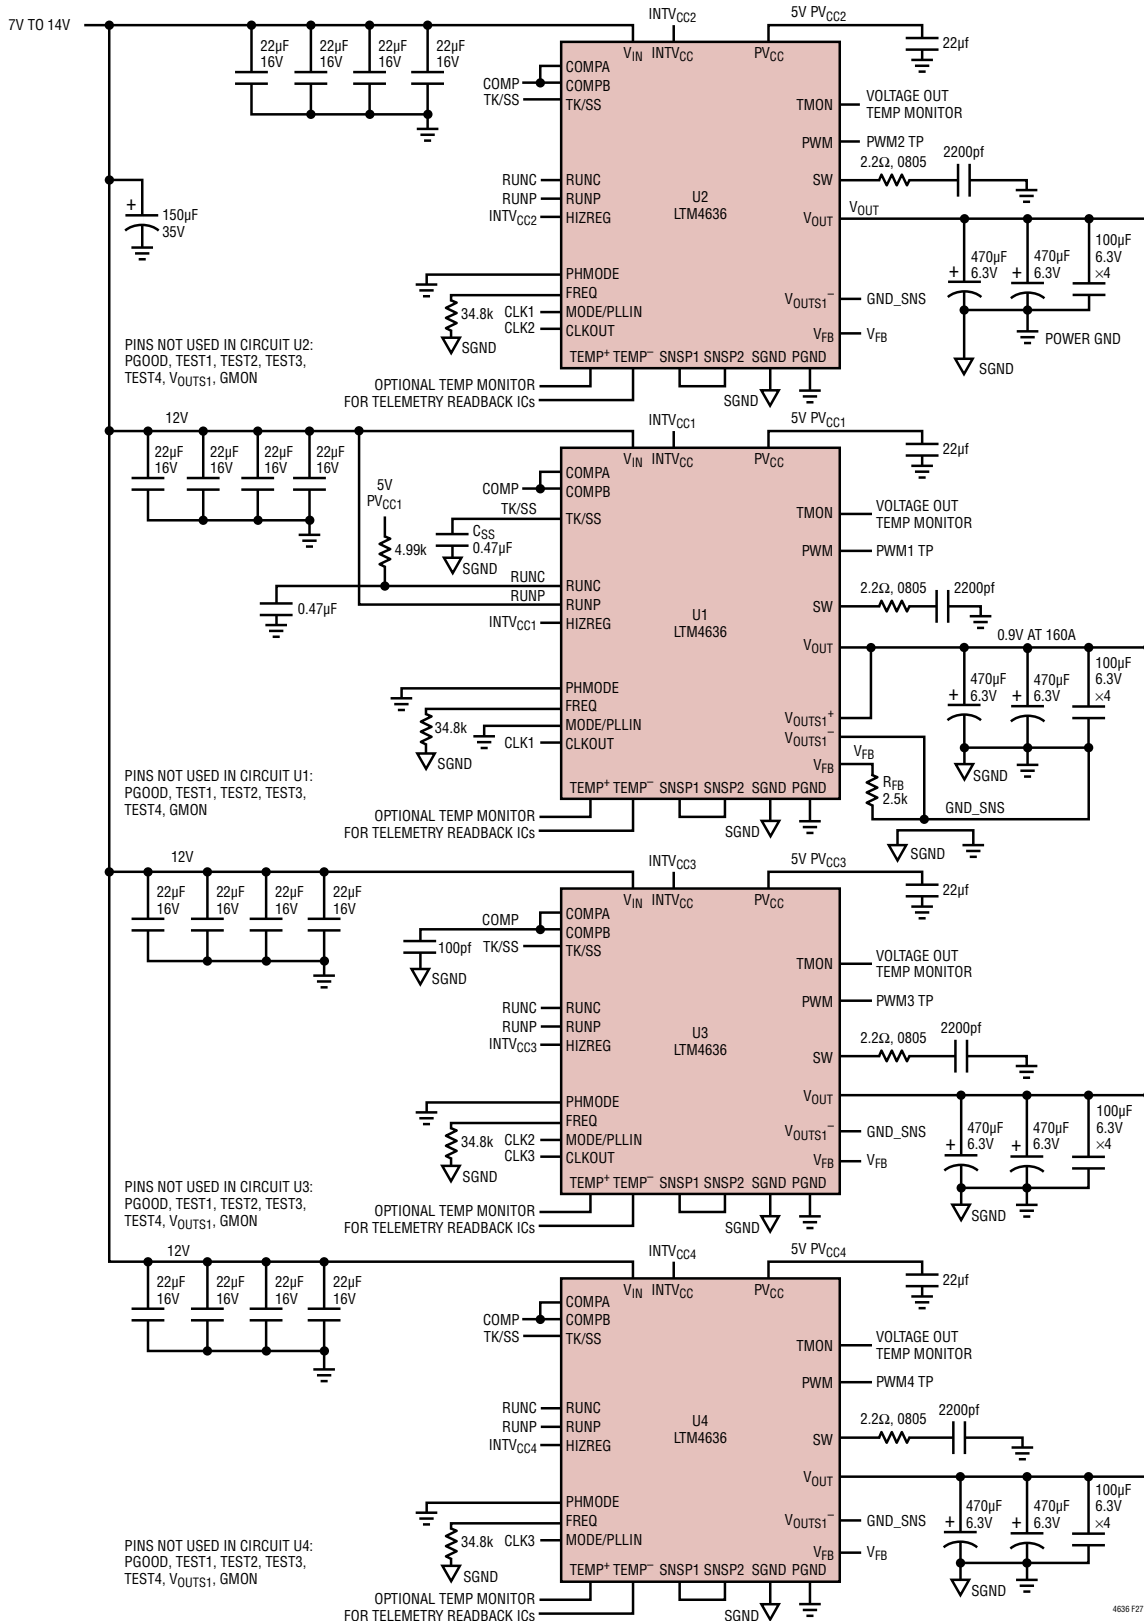 7V TO 14V
22µF
16V
22µF
16V
22µF
16V
22µF
16V
INTVCC2
5V PVCC2
22µf
VIN INTVCC PVCC
COMP
COMPA
COMPB
TK/SS
TK/SS
TMON
VOLTAGE OUT
TEMP MONITOR
PWM
PWM2 TP
2.2Ω, 0805
2200pf
SW
150µF
35V
RUNC
RUNC
RUNP
RUNP
INTVCC2
HIZREG
U2
LTM4636
VOUT
VOUT
470µF
6.3V
470µF
6.3V
100µF
6.3V
×4
PHMODE
FREQ
34.8k
SGND
CLK1
MODE/PLLIN
CLK2
CLKOUT
VOUTS1–
GND_SNS
VFB
VFB
POWER GND
SGND
PINS NOT USED IN CIRCUIT U2:
PGOOD, TEST1, TEST2, TEST3,
TEST4, VOUTS1, GMON
TEMP+ TEMP– SNSP1 SNSP2 SGND PGND
OPTIONAL TEMP MONITOR
FOR TELEMETRY READBACK ICs
SGND
12V
22µF
16V
22µF
16V
22µF
16V
22µF
16V
INTVCC1
5V PVCC1
22µf
VIN INTVCC PVCC
COMP
COMPA
COMPB
TK/SS
TK/SS
5V
PVCC1
4.99k
CSS
0.47µF
SGND
TMON
VOLTAGE OUT
TEMP MONITOR
PWM
PWM1 TP
2.2Ω, 0805
2200pf
SW
0.47µF
RUNC
RUNC
RUNP
RUNP
INTVCC1
HIZREG
U1
LTM4636
VOUT
0.9V AT 160A
470µF
6.3V
470µF
6.3V
100µF
6.3V
×4
PHMODE
FREQ
34.8k
SGND
MODE/PLLIN
CLK1
CLKOUT
VOUTS1+
VOUTS1–
VFB
VFB
RFB
2.5k
SGND
GND_SNS
SGND
PINS NOT USED IN CIRCUIT U1:
PGOOD, TEST1, TEST2, TEST3,
TEST4, GMON
TEMP+ TEMP– SNSP1 SNSP2 SGND PGND
OPTIONAL TEMP MONITOR
FOR TELEMETRY READBACK ICs
SGND
12V
22µF
16V
22µF
16V
22µF
16V
22µF
16V
INTVCC3
5V PVCC3
22µf
VIN INTVCC PVCC
COMP
COMPA
COMPB
100pf
SGND
TK/SS
TK/SS
TMON
VOLTAGE OUT
TEMP MONITOR
PWM
PWM3 TP
2.2Ω, 0805
2200pf
SW
RUNC
RUNC
RUNP
RUNP
INTVCC3
HIZREG
U3
LTM4636
VOUT
470µF
6.3V
470µF
6.3V
100µF
6.3V
×4
PHMODE
FREQ
34.8k
SGND
CLK2
MODE/PLLIN
CLK3
CLKOUT
VOUTS1–
GND_SNS
VFB
VFB
SGND
PINS NOT USED IN CIRCUIT U3:
PGOOD, TEST1, TEST2, TEST3,
TEST4, VOUTS1, GMON
TEMP+ TEMP– SNSP1 SNSP2 SGND PGND
OPTIONAL TEMP MONITOR
FOR TELEMETRY READBACK ICs
SGND
12V
22µF
16V
22µF
16V
22µF
16V
22µF
16V
INTVCC4
5V PVCC4
22µf
VIN INTVCC PVCC
COMP
COMPA
COMPB
TK/SS
TK/SS
TMON
VOLTAGE OUT
TEMP MONITOR
PWM
PWM4 TP
2.2Ω, 0805
2200pf
SW
RUNC
RUNC
RUNP
RUNP
INTVCC4
HIZREG
U4
LTM4636
VOUT
470µF
6.3V
470µF
6.3V
100µF
6.3V
×4
PHMODE
FREQ
34.8k
SGND
CLK3
MODE/PLLIN
VOUTS1–
GND_SNS
VFB
VFB
SGND
PINS NOT USED IN CIRCUIT U4:
PGOOD, TEST1, TEST2, TEST3,
TEST4, VOUTS1, GMON
TEMP+ TEMP– SNSP1 SNSP2 SGND PGND
OPTIONAL TEMP MONITOR
FOR TELEMETRY READBACK ICs
SGND
4636 F27